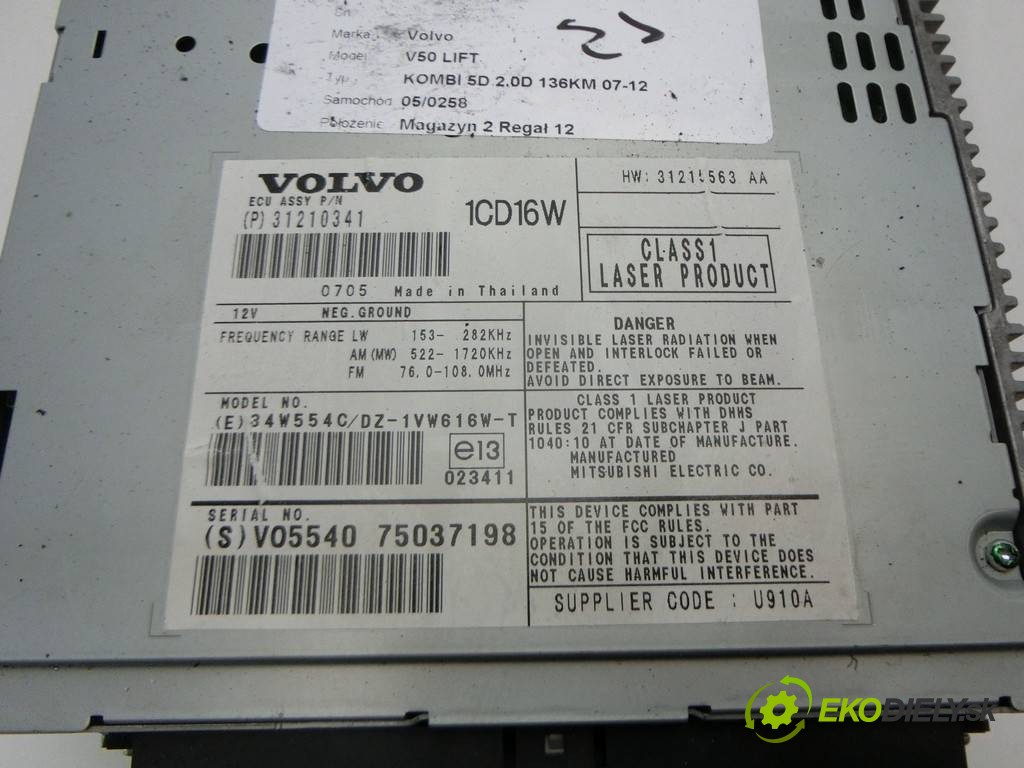 Marka Volvo
Model V50 LIFT
Typ KOMBI 5D 2.0D 136KM 07-12
Samochód 05/0258
Położenie Magazyn 2 Regał 12
VOLVO
ECU ASSY P/N
(P) 31210341
1CD16W
0705 Made in Thailand
HW: AA
CLASS1
LASER PRODUCT
12V NEG.GROUND
FREQUENCY RANGE LW 153- 282KHz
AM (MW) 522- 1720KHz
FM 76.0-108.0MHz
DANGER
INVISIBLE LASER RADIATION WHEN
OPEN AND INTERLOCK FAILED OR
DEFEATED.
AVOID DIRECT EXPOSURE TO BEAM.
MODEL NO.
(E) 34W554C/DZ-1VW616W-T
e13
023411
CLASS 1 LASER PRODUCT
PRODUCT COMPLIES WITH DHHS
RULES 21 CFR SUBCHAPTER J PART
1040:10 AT DATE OF MANUFACTURE.
MANUFACTURED
MITSUBISHI ELECTRIC CO.
SERIAL NO.
(S) VO5540 75037198
THIS DEVICE COMPLIES WITH PART
15 OF THE FCC RULES.
OPERATION IS SUBJECT TO THE
CONDITION THAT THIS DEVICE DOES
NOT CAUSE HARMFUL INTERFERENCE.
SUPPLIER CODE : U910A
EKODIELY.sk